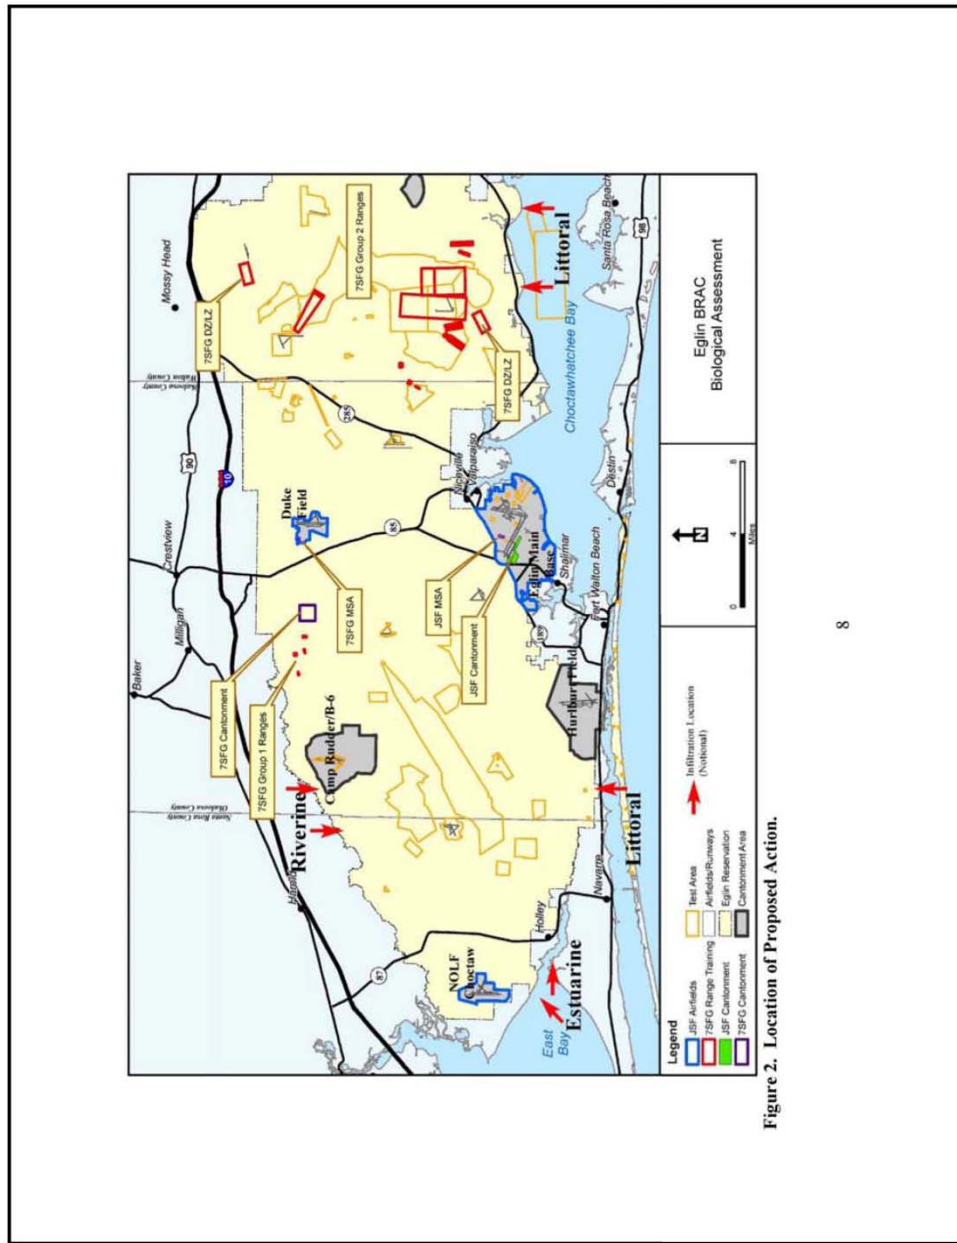 Mossy Head
7SFG DZ/LZ
7SFG Group 2 Ranges
Walton County
Okaloosa County
90
10
285
Crestview
Milligan
Baker
Duke
Field
85
7SFG MSA
7SFG Cantonment
7SFG Group 1 Ranges
Camp Rudder/B-6
Riverine
Okaloosa County
Santa Rosa County
87
NOLF
Choctaw
Holley
Navarre
East
Bay
Estuarine
Littoral
Hurlburt Field
189
Fort Walton Beach
Shalimar
Eglin Main
Base
JSF MSA
JSF Cantonment
Niceville
Valparaiso
7SFG DZ/LZ
Choctawhatchee Bay
Littoral
Destin
Santa Rosa Beach
98
Legend
JSF Airfields
7SFG Range Training
JSF Cantonment
7SFG Cantonment
Test Area
Airfields/Runways
Eglin Reservation
Cantonment Area
Infiltration Location
(Notional)
N
0 4 8
Miles
Eglin BRAC
Biological Assessment
Figure 2. Location of Proposed Action.
8